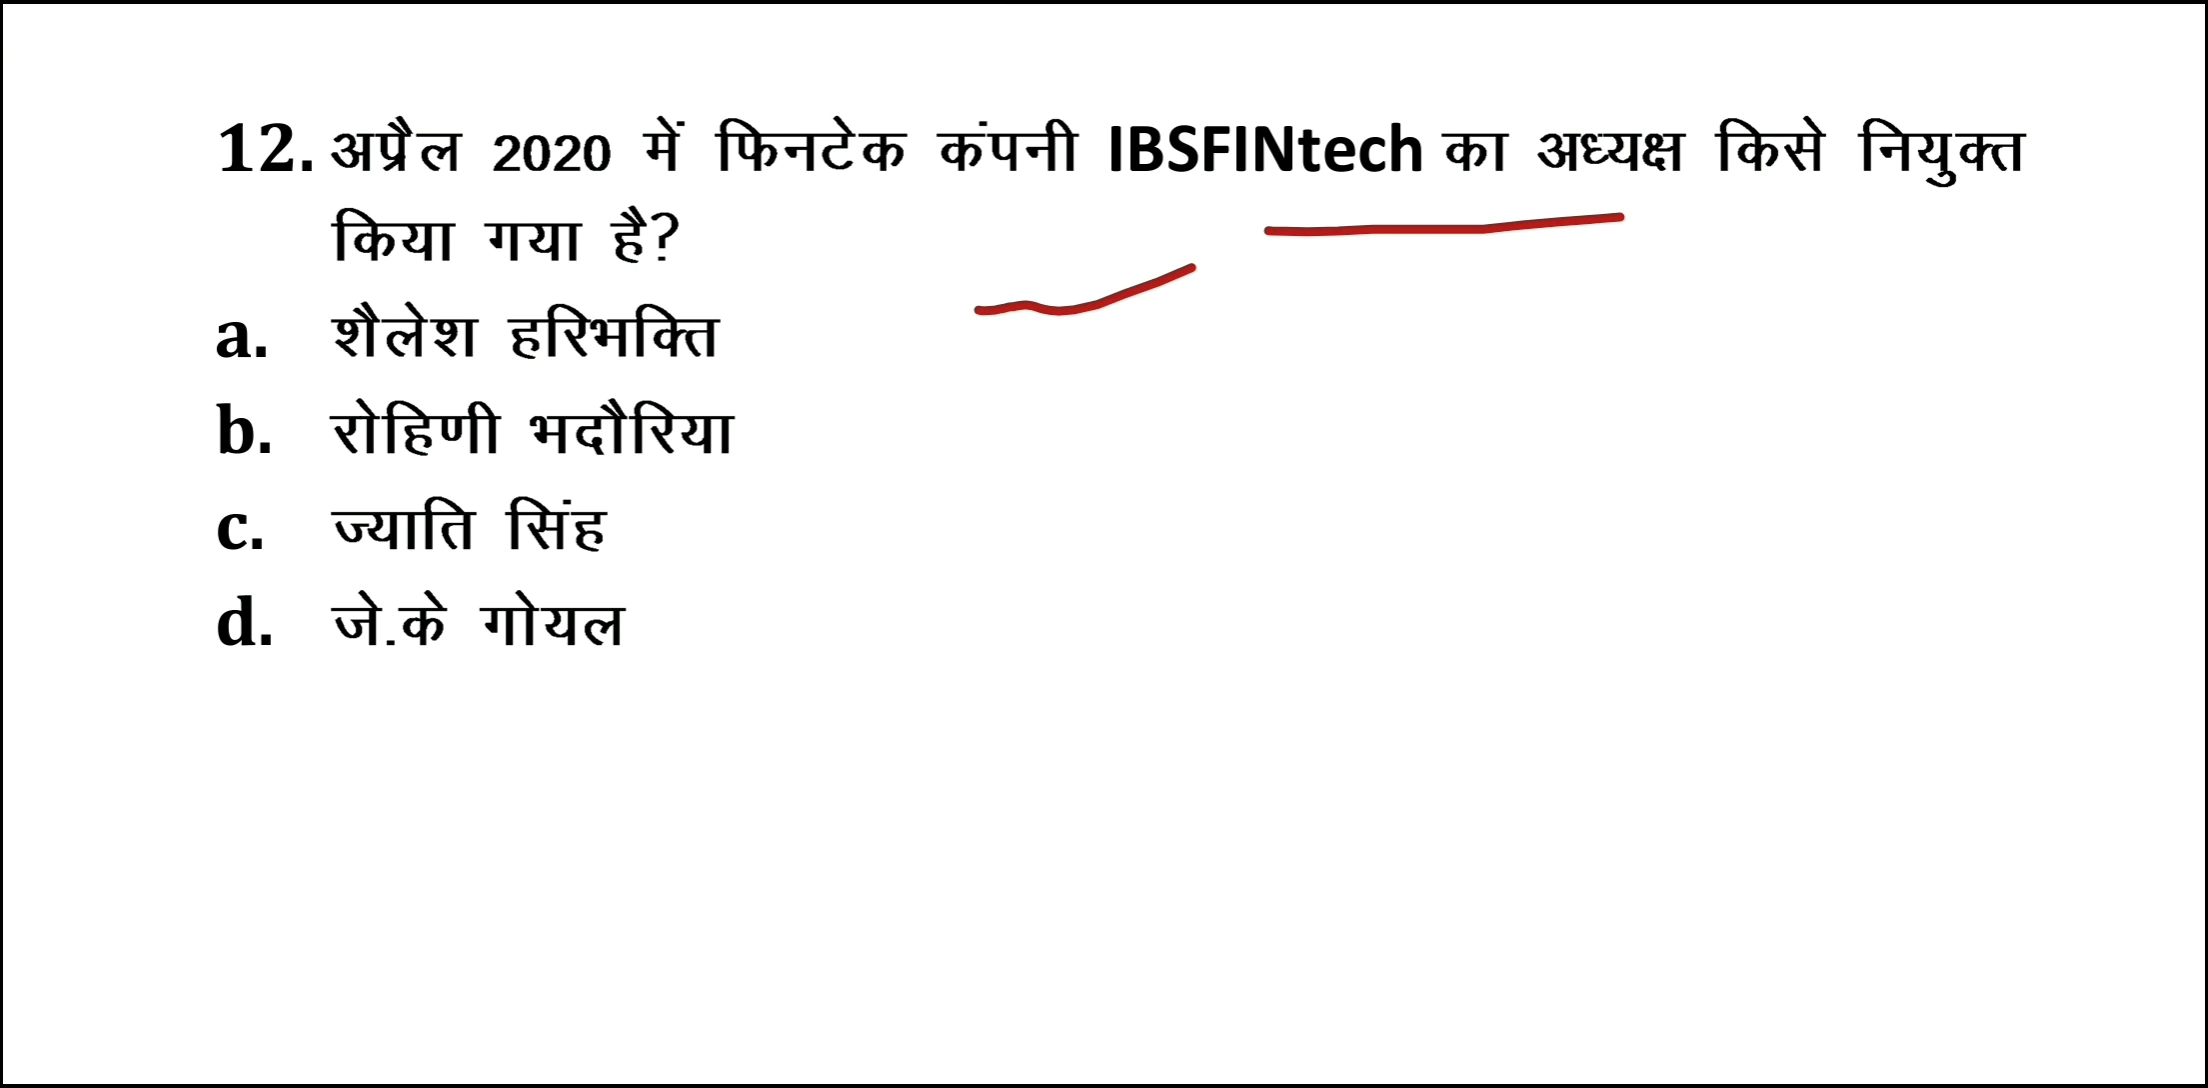 12. अप्रैल 2020 में फिनटेक कंपनी IBSFINtech का अध्यक्ष किसे नियुक्त
किया गया है?
a. शैलेश हरिभक्ति
b. रोहिणी भदौरिया
c. ज्याति सिंह
d. जे.के गोयल